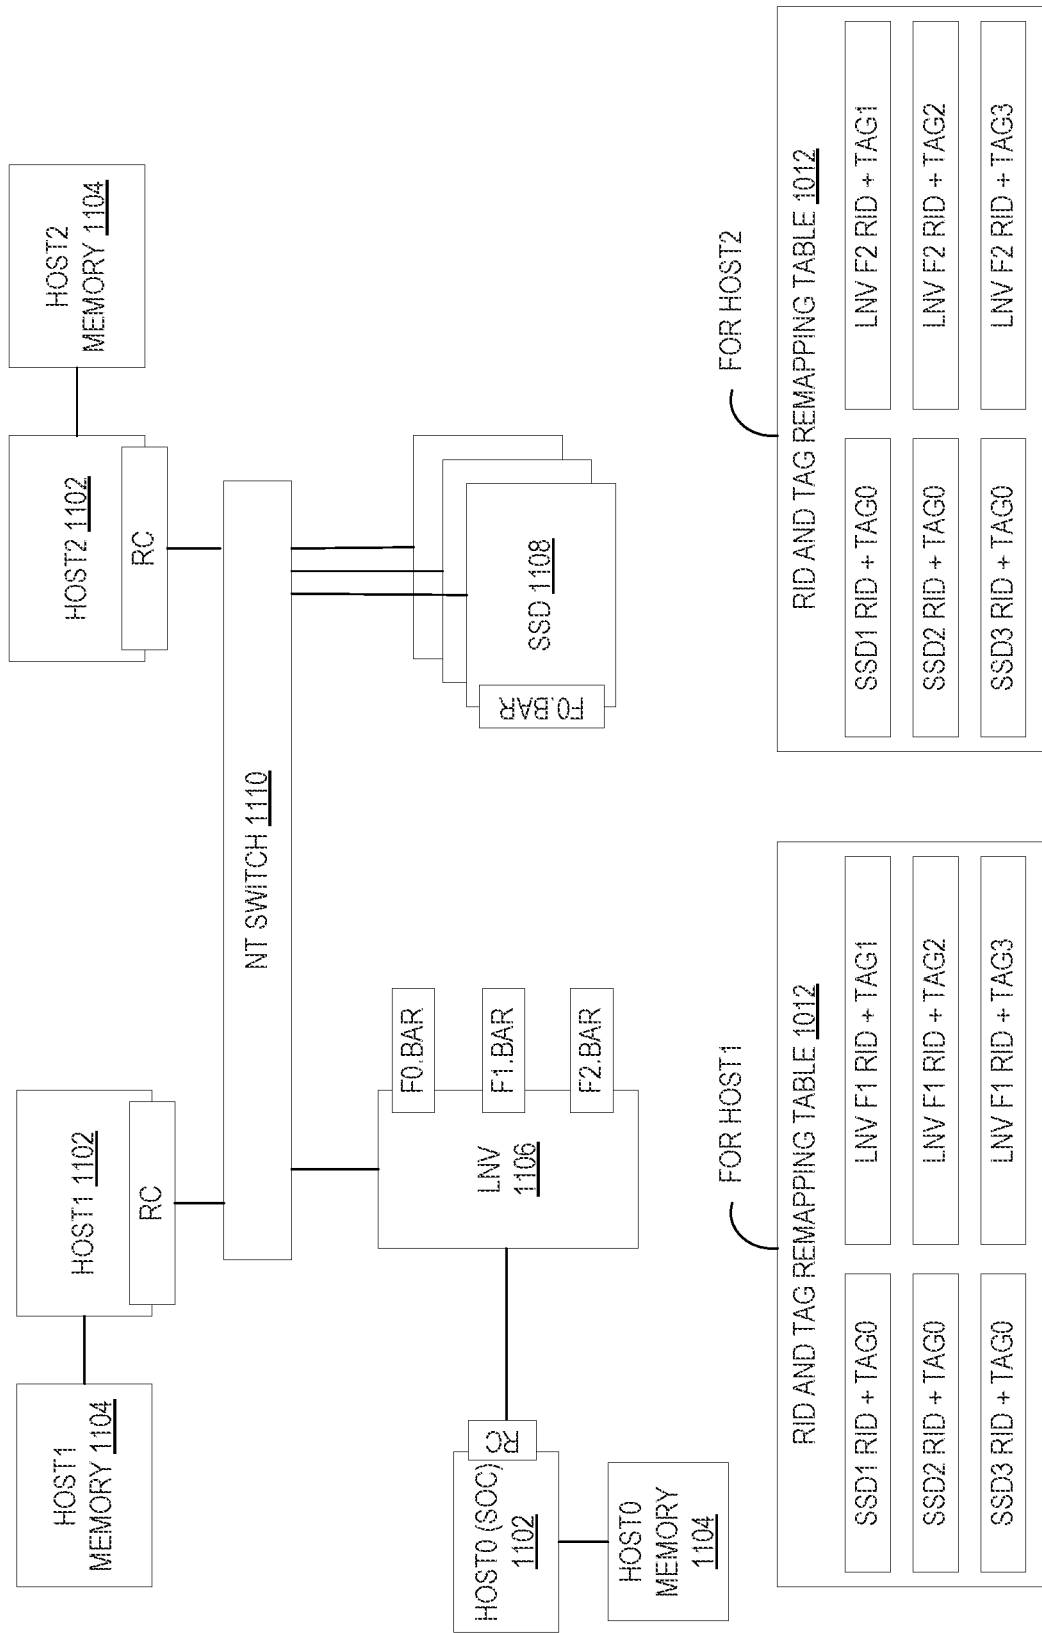 HOST1
MEMORY 1104
HOST1 1102
RC
HOST2 1102
RC
HOST2
MEMORY 1104
NT SWITCH 1110
HOST0 (SOC)
1102
RC
HOST0
MEMORY
1104
LNV
1106
F0.BAR
F1.BAR
F2.BAR
F0.BAR
SSD 1108
FOR HOST1
RID AND TAG REMAPPING TABLE 1012
SSD1 RID + TAG0
LNV F1 RID + TAG1
SSD2 RID + TAG0
LNV F1 RID + TAG2
SSD3 RID + TAG0
LNV F1 RID + TAG3
FOR HOST2
RID AND TAG REMAPPING TABLE 1012
SSD1 RID + TAG0
LNV F2 RID + TAG1
SSD2 RID + TAG0
LNV F2 RID + TAG2
SSD3 RID + TAG0
LNV F2 RID + TAG3